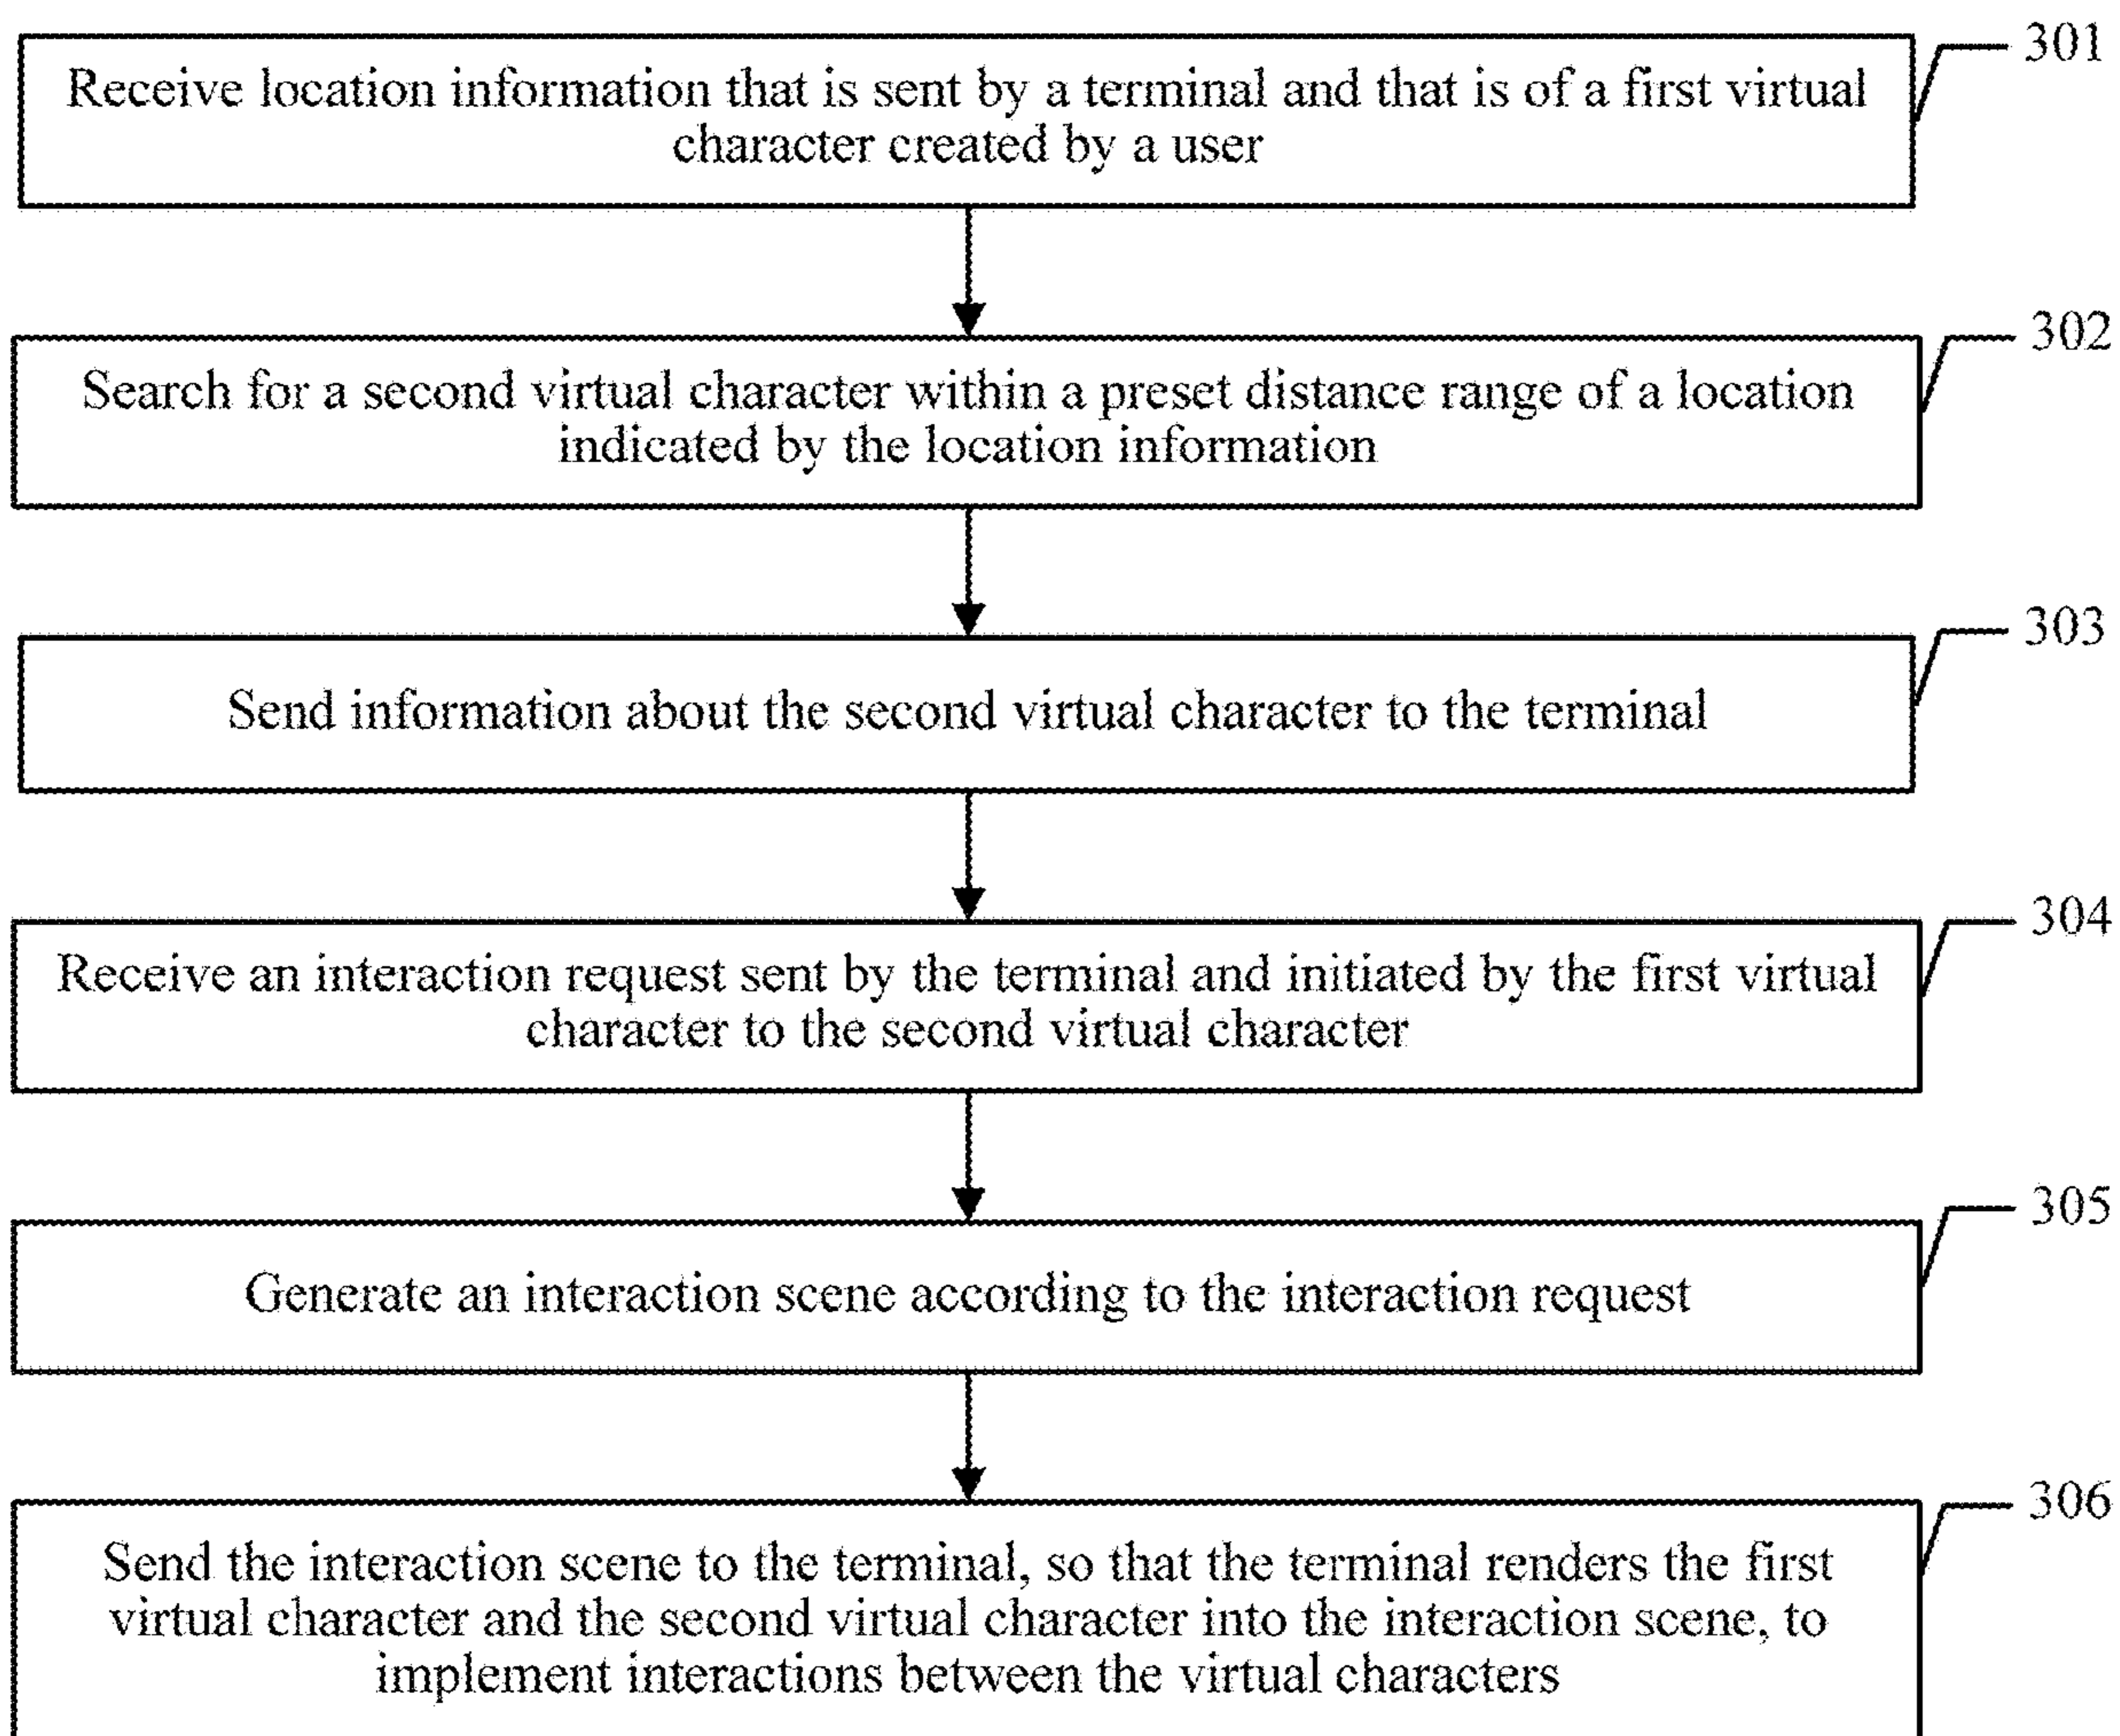 301
Receive location information that is sent by a terminal and that is of a first virtual
character created by a user
302
Search for a second virtual character within a preset distance range of a location
indicated by the location information
303
Send information about the second virtual character to the terminal
304
Receive an interaction request sent by the terminal and initiated by the first virtual
character to the second virtual character
305
Generate an interaction scene according to the interaction request
306
Send the interaction scene to the terminal, so that the terminal renders the first
virtual character and the second virtual character into the interaction scene, to
implement interactions between the virtual characters